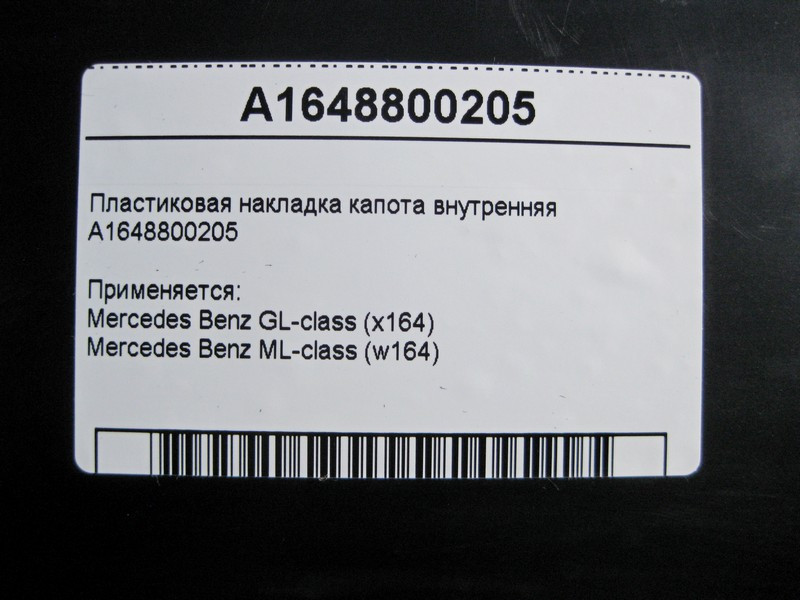 A1648800205
Пластиковая накладка капота внутренняя
A1648800205
Применяется:
Mercedes Benz GL-class (x164)
Mercedes Benz ML-class (w164)